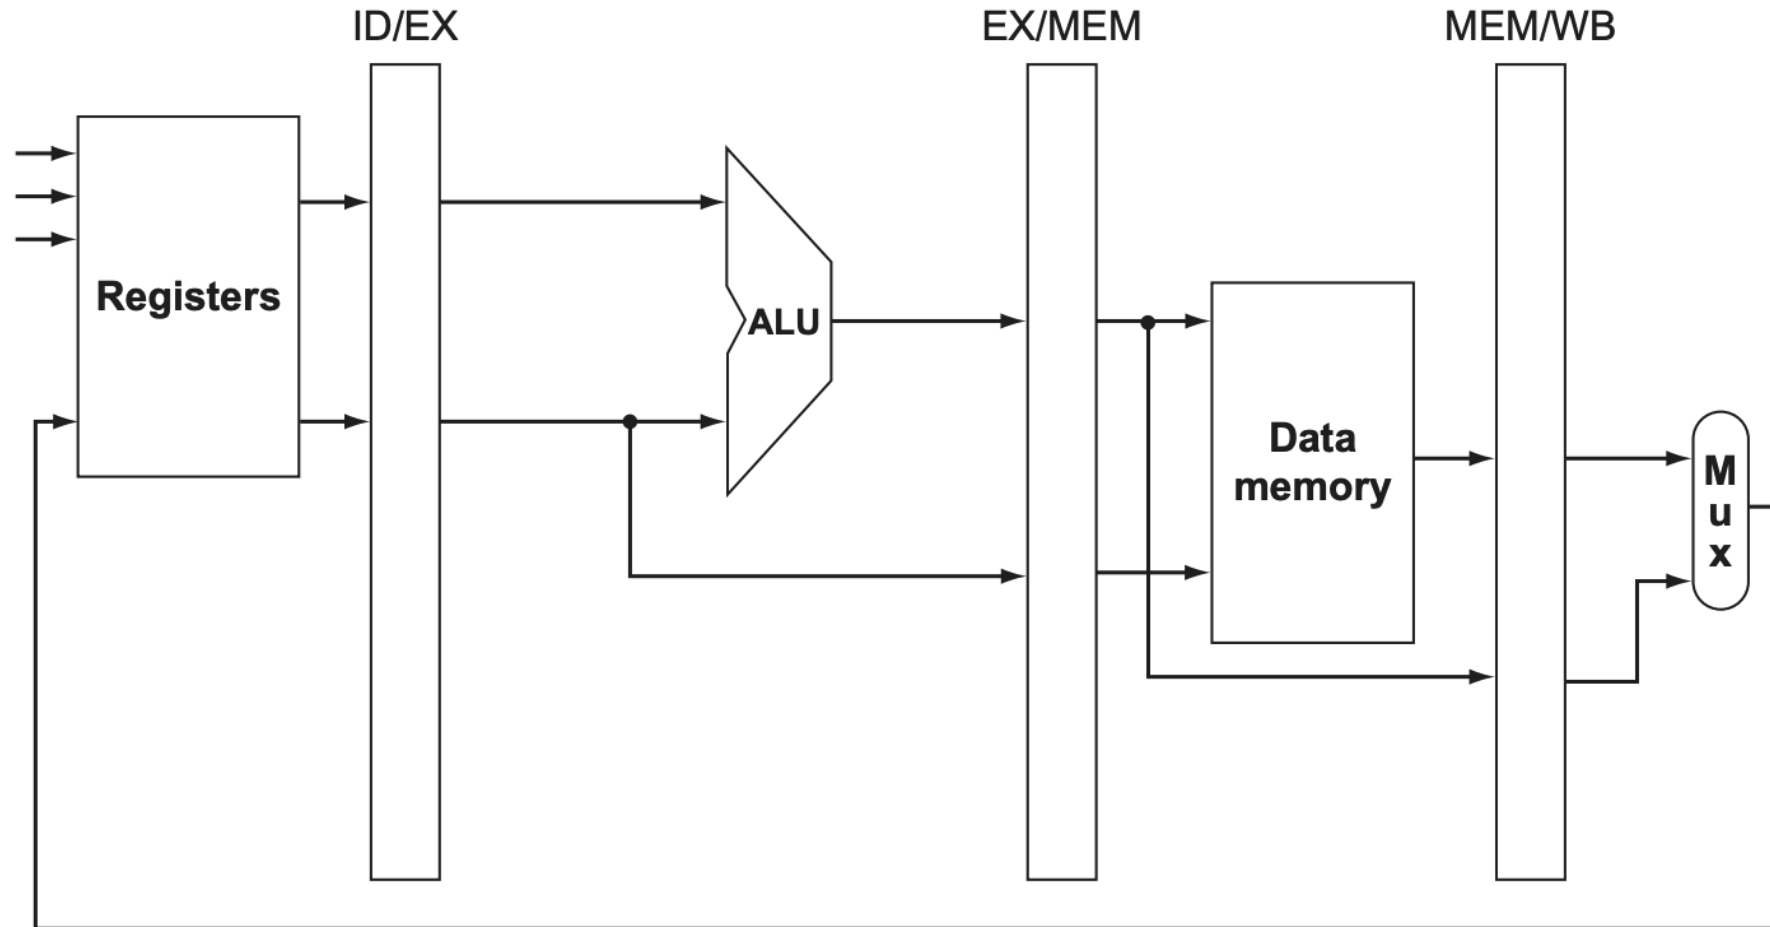 ID/EX
EX/MEM
MEM/WB
Registers
ALU
Data
memory
M
u
x